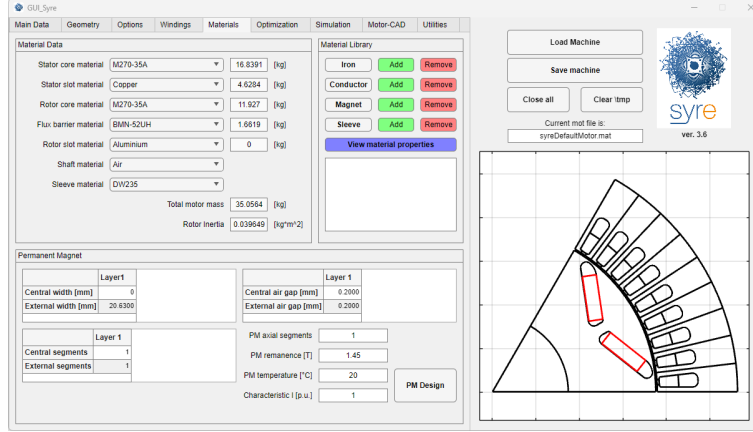 GUI_Syre
Main Data Geometry Options Windings Materials Optimization Simulation Motor-CAD Utilities
Material Data
Stator core material M270-35A 16.8391 [kg]
Stator slot material Copper 4.6284 [kg]
Rotor core material M270-35A 11.927 [kg]
Flux barrier material BMN-52UH 1.6619 [kg]
Rotor slot material Aluminium 0 [kg]
Shaft material Air
Sleeve material DW235
Total motor mass 35.0564 [kg]
Rotor Inertia 0.039649 [kg*m^2]
Material Library
Iron Add Remove
Conductor Add Remove
Magnet Add Remove
Sleeve Add Remove
View material properties
Permanent Magnet
Layer1
Central width [mm] 0
External width [mm] 20.6300
Layer 1
Central air gap [mm] 0.2000
External air gap [mm] 0.2000
Layer 1
Central segments 1
External segments 1
PM axial segments 1
PM remanence [T] 1.45
PM temperature [°C] 20
Characteristic I [p.u.] 1
PM Design
Load Machine
Save machine
Close all Clear \tmp
Current mot file is:
syreDefaultMotor.mat
syre
ver. 3.6